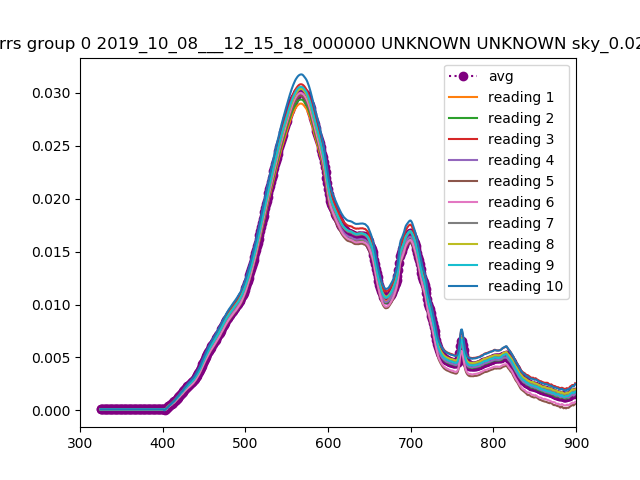 rrs group 0 2019_10_08___12_15_18_000000 UNKNOWN UNKNOWN sky_0.02
0.030
0.025
0.020
0.015
0.010
0.005
0.000
300 400 500 600 700 800 900
avg
reading 1
reading 2
reading 3
reading 4
reading 5
reading 6
reading 7
reading 8
reading 9
reading 10